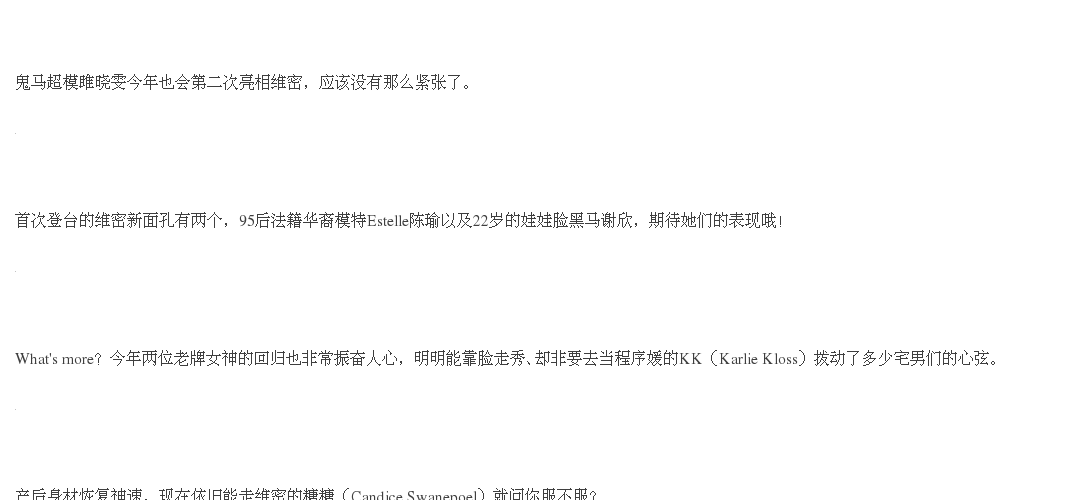 鬼马超模雎晓雯今年也会第二次亮相维密，应该没有那么紧张了。
首次登台的维密新面孔有两个，95后法籍华裔模特Estelle陈瑜以及22岁的娃娃脸黑马谢欣，期待她们的表现哦！
What's more？今年两位老牌女神的回归也非常振奋人心，明明能靠脸走秀、却非要去当程序媛的KK（Karlie Kloss）拨动了多少宅男们的心弦。
产后身材恢复神速，现在依旧能走维密的糖糖（Candice Swanepoel）就问你服不服？